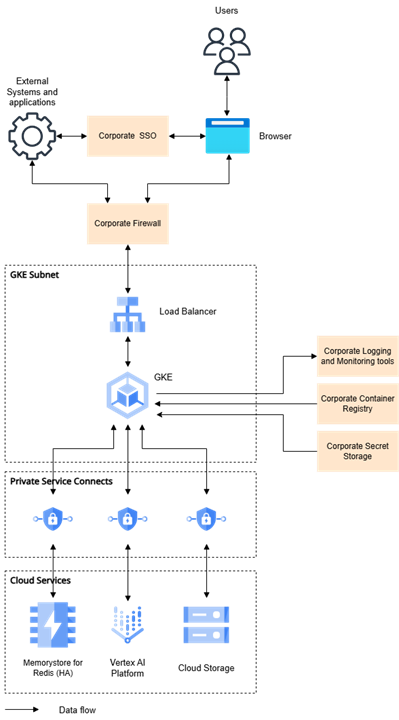 Users
External
Systems and
applications
Corporate SSO
Browser
Corporate Firewall
GKE Subnet
Load Balancer
GKE
Corporate Logging
and Monitoring tools
Corporate Container
Registry
Corporate Secret
Storage
Private Service Connects
Cloud Services
Memorystore for
Redis (HA)
Vertex AI
Platform
Cloud Storage
Data flow